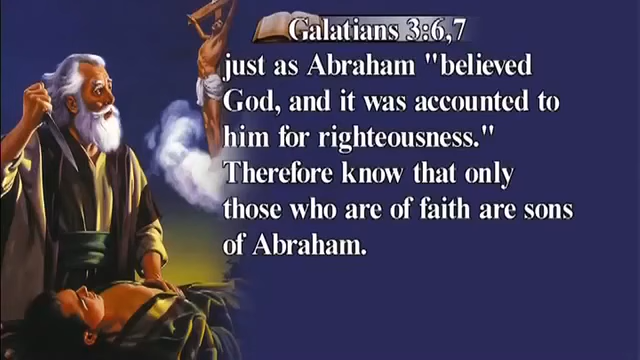 Galatians 3:6,7
just as Abraham "believed
God, and it was accounted to
him for righteousness."
Therefore know that only
those who are of faith are sons
of Abraham.